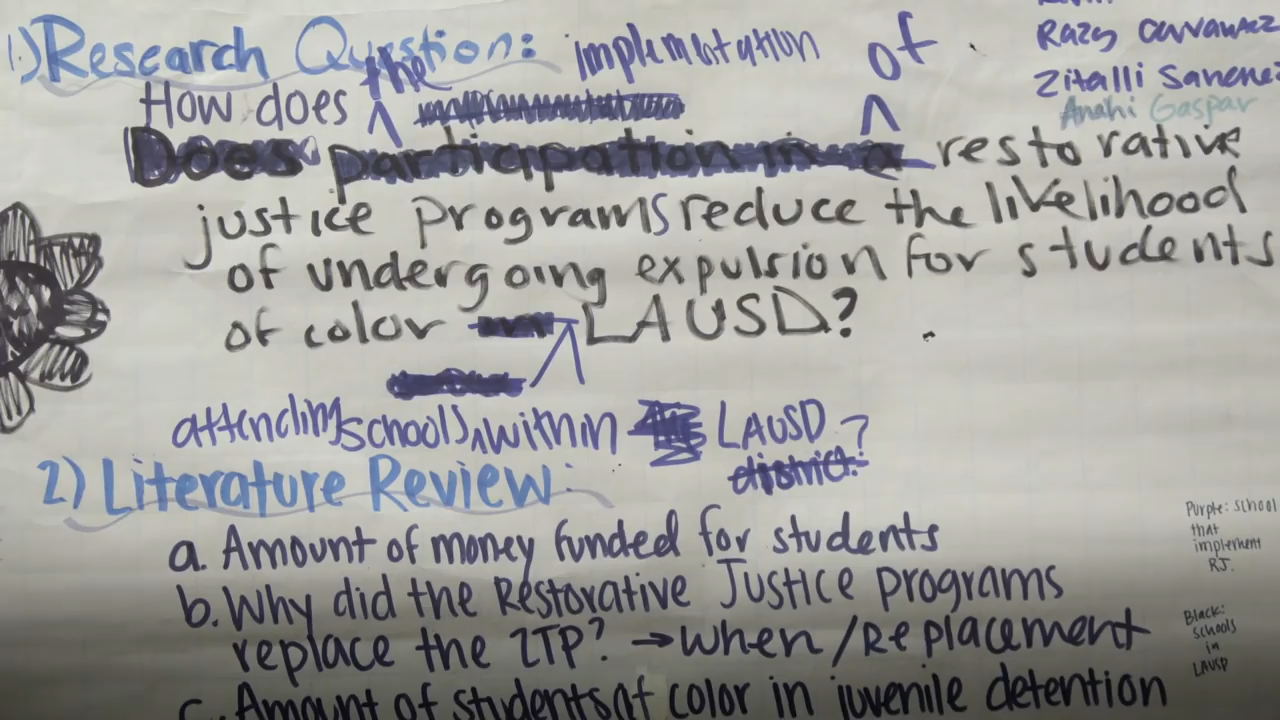 1.) Research Question:
the implementation of
How does
Does participation in a restorative
justice programs reduce the likelihood
of undergoing expulsion for students
of color in LAUSD?
attending schools, within LAUSD?
district?
2.) Literature Review:
a. Amount of money funded for students
b. Why did the Restorative Justice programs
replace the ZTP? → When / Replacement
c. Amount of students of color in juvenile detention
Zitalli
Anahi Gaspar
Purple: school
that
implement
RJ.
Black:
schools
in
LAUSD